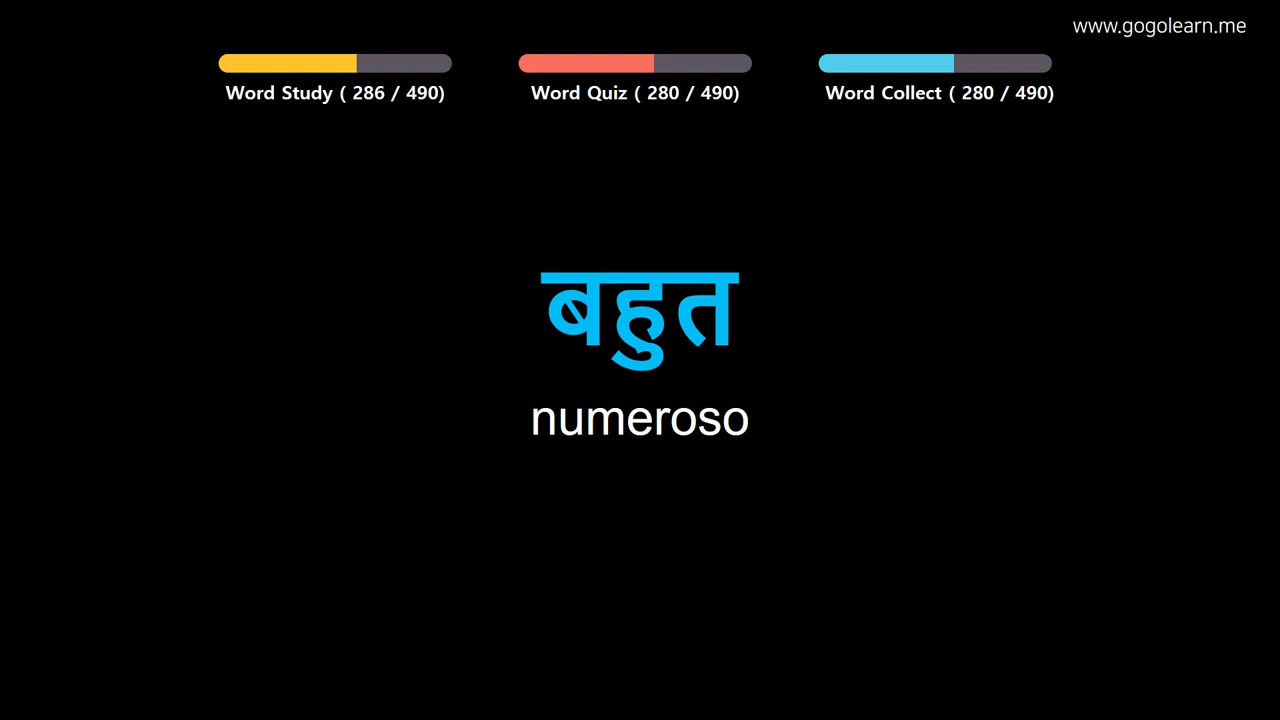 www.gogolearn.me
Word Study ( 286 / 490)
Word Quiz ( 280 / 490)
Word Collect ( 280 / 490)
बहुत
numeroso